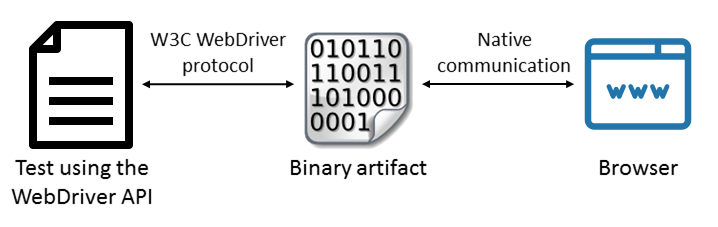 W3C WebDriver
protocol
010110
110011
101000
0001
Native
communication
www
Test using the
WebDriver API
Binary artifact
Browser